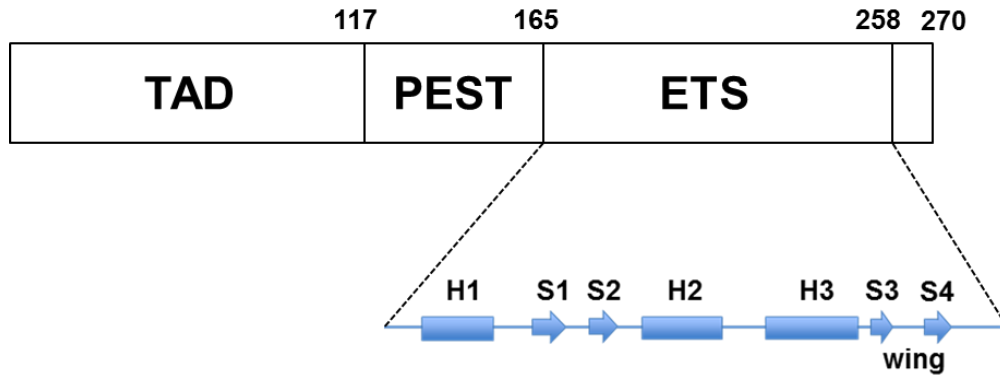 117 165 258 270
TAD PEST ETS
H1 S1 S2 H2 H3 S3 S4
wing